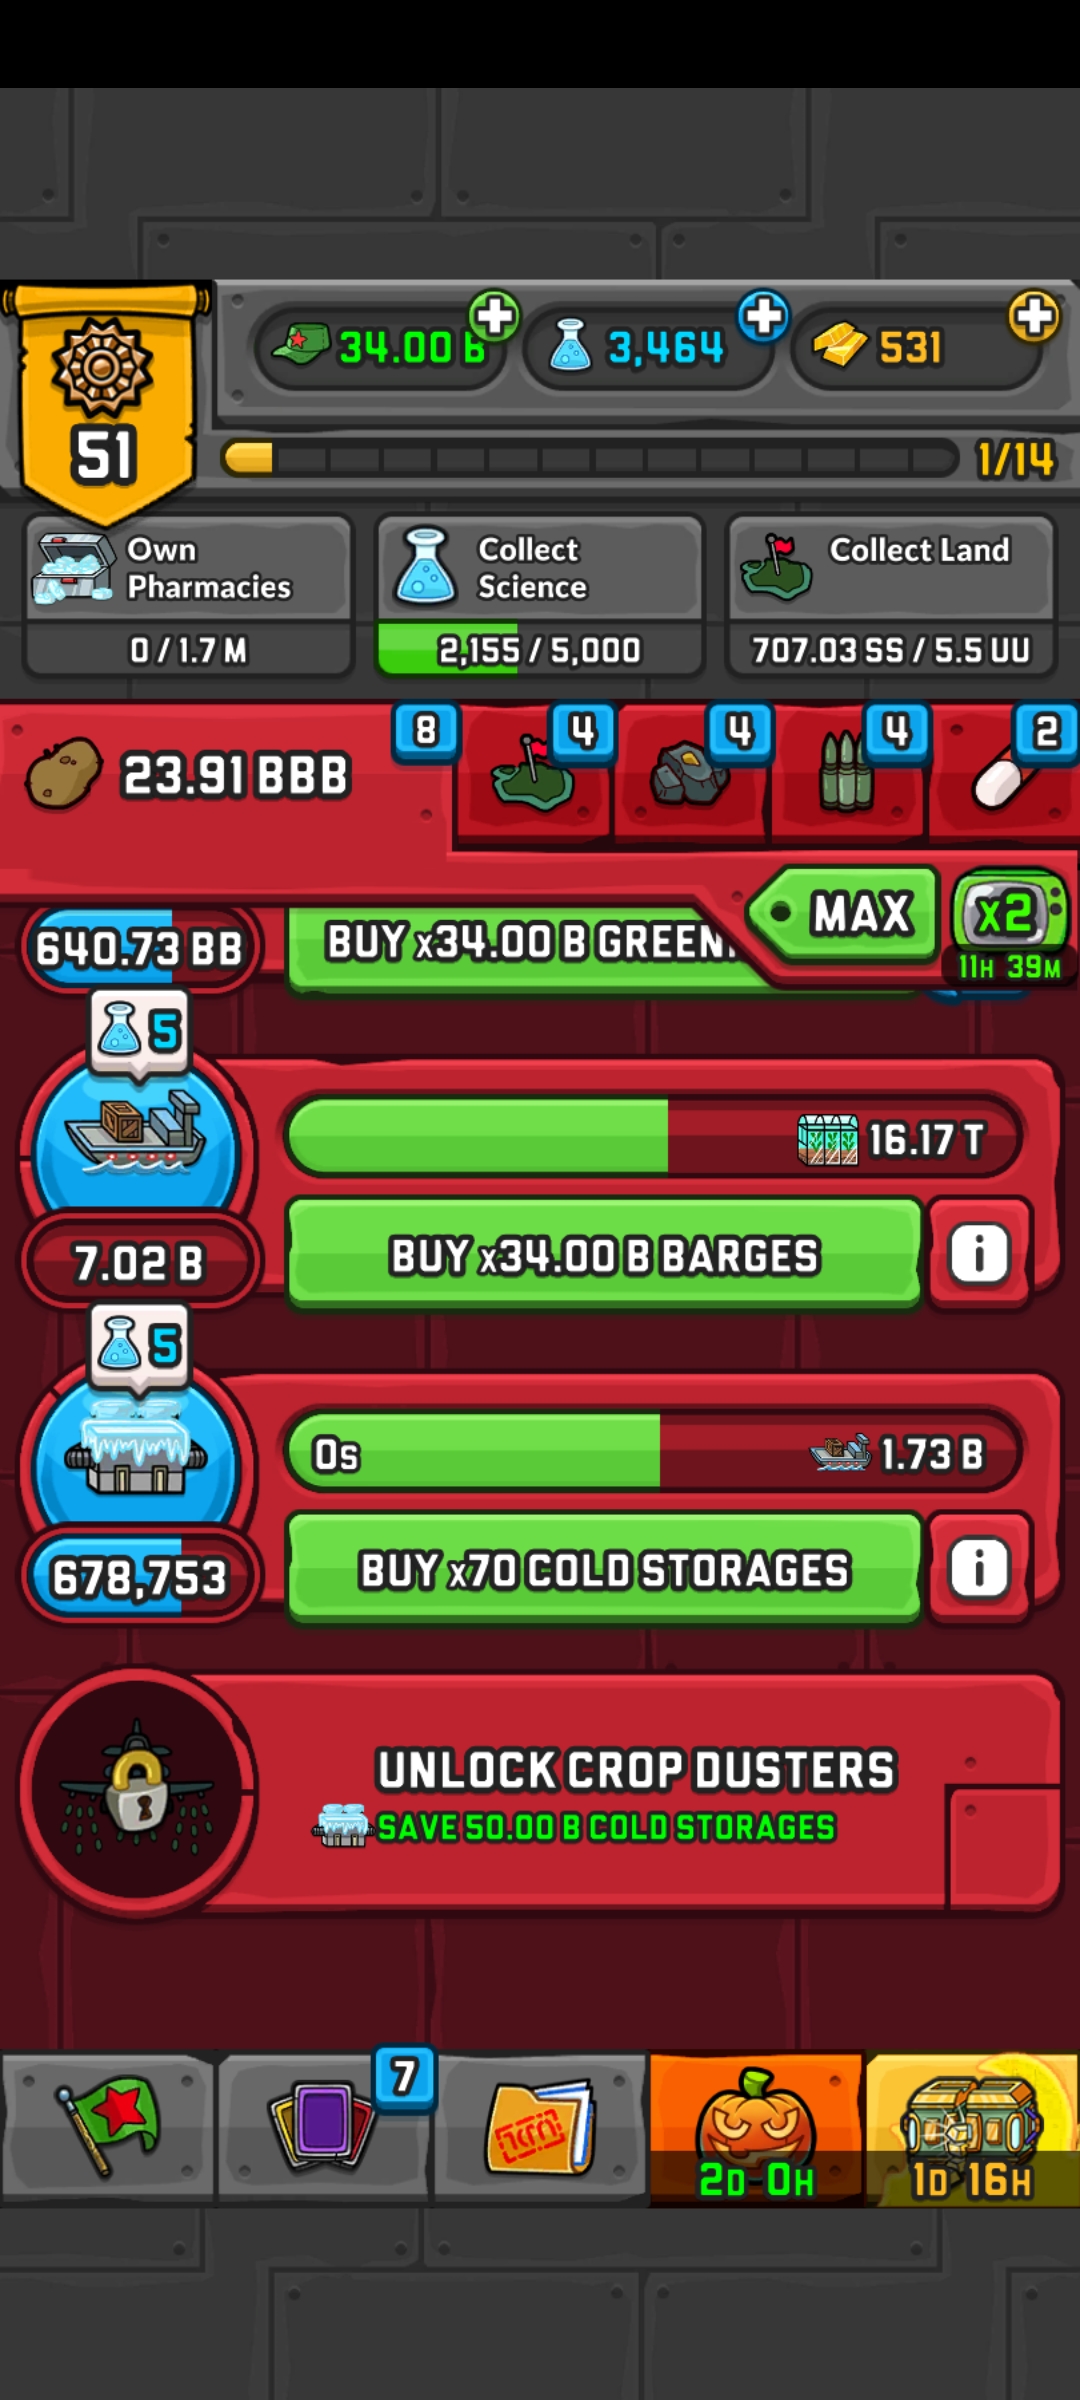 34.00 B
3,464
531
51
1/14
Own
Pharmacies
0 / 1.7 M
Collect
Science
2,155 / 5,000
Collect Land
707.03 SS / 5.5 UU
23.91 BBB
8
4
4
4
2
MAX
x2
11H 39M
640.73 BB
BUY x34.00 B GREEN
5
16.17 T
7.02 B
BUY x34.00 B BARGES
i
5
0s
1.73 B
678,753
BUY x70 COLD STORAGES
i
UNLOCK CROP DUSTERS
SAVE 50.00 B COLD STORAGES
7
2D 0H
1D 16H